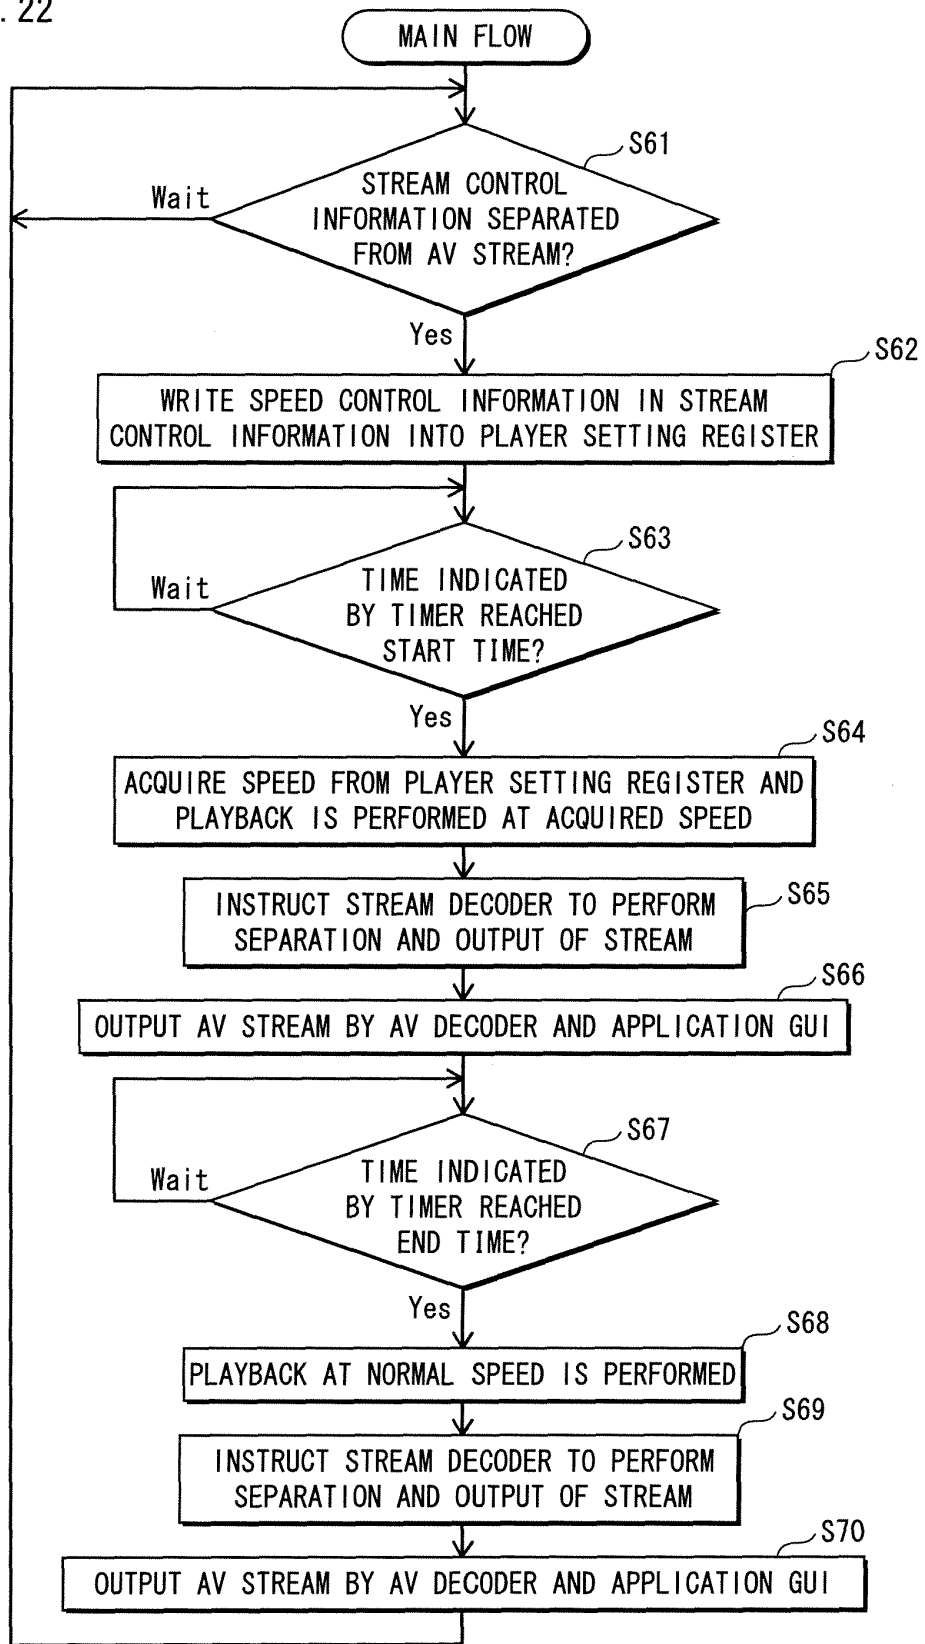 . 22
MAIN FLOW
S61
Wait
STREAM CONTROL
INFORMATION SEPARATED
FROM AV STREAM?
Yes
S62
WRITE SPEED CONTROL INFORMATION IN STREAM
CONTROL INFORMATION INTO PLAYER SETTING REGISTER
S63
Wait
TIME INDICATED
BY TIMER REACHED
START TIME?
Yes
S64
ACQUIRE SPEED FROM PLAYER SETTING REGISTER AND
PLAYBACK IS PERFORMED AT ACQUIRED SPEED
S65
INSTRUCT STREAM DECODER TO PERFORM
SEPARATION AND OUTPUT OF STREAM
S66
OUTPUT AV STREAM BY AV DECODER AND APPLICATION GUI
S67
Wait
TIME INDICATED
BY TIMER REACHED
END TIME?
Yes
S68
PLAYBACK AT NORMAL SPEED IS PERFORMED
S69
INSTRUCT STREAM DECODER TO PERFORM
SEPARATION AND OUTPUT OF STREAM
S70
OUTPUT AV STREAM BY AV DECODER AND APPLICATION GUI